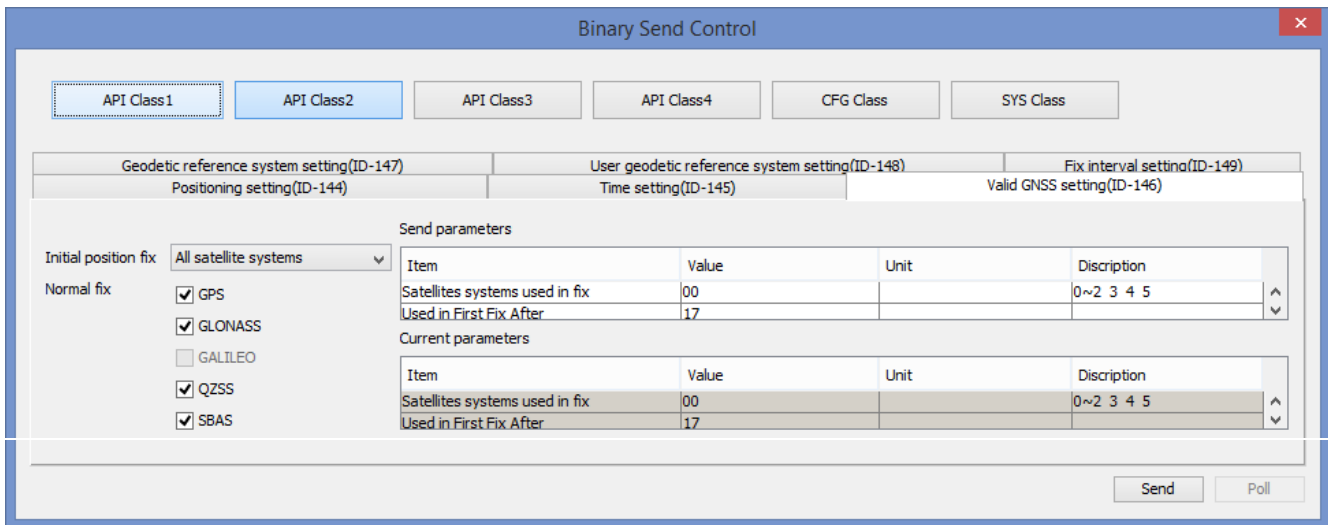 Binary Send Control
API Class1 API Class2 API Class3 API Class4 CFG Class SYS Class
Geodetic reference system setting(ID-147) User geodetic reference system setting(ID-148) Fix interval setting(ID-149)
Positioning setting(ID-144) Time setting(ID-145) Valid GNSS setting(ID-146)
Send parameters
Initial position fix All satellite systems
Item Value Unit Discription
Normal fix
GPS
Satellites systems used in fix 00 0~2 3 4 5
Used in First Fix After 17
GLONASS
Current parameters
GALILEO
Item Value Unit Discription
QZSS
Satellites systems used in fix 00 0~2 3 4 5
SBAS
Used in First Fix After 17
Send Poll